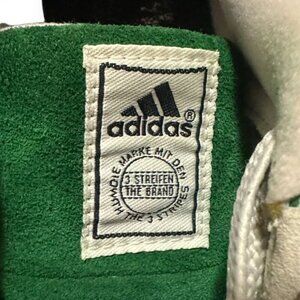 adidas®
DIE MARKE MIT DEN
3 STREIFEN
THE BRAND
WITH THE 3 STRIPES